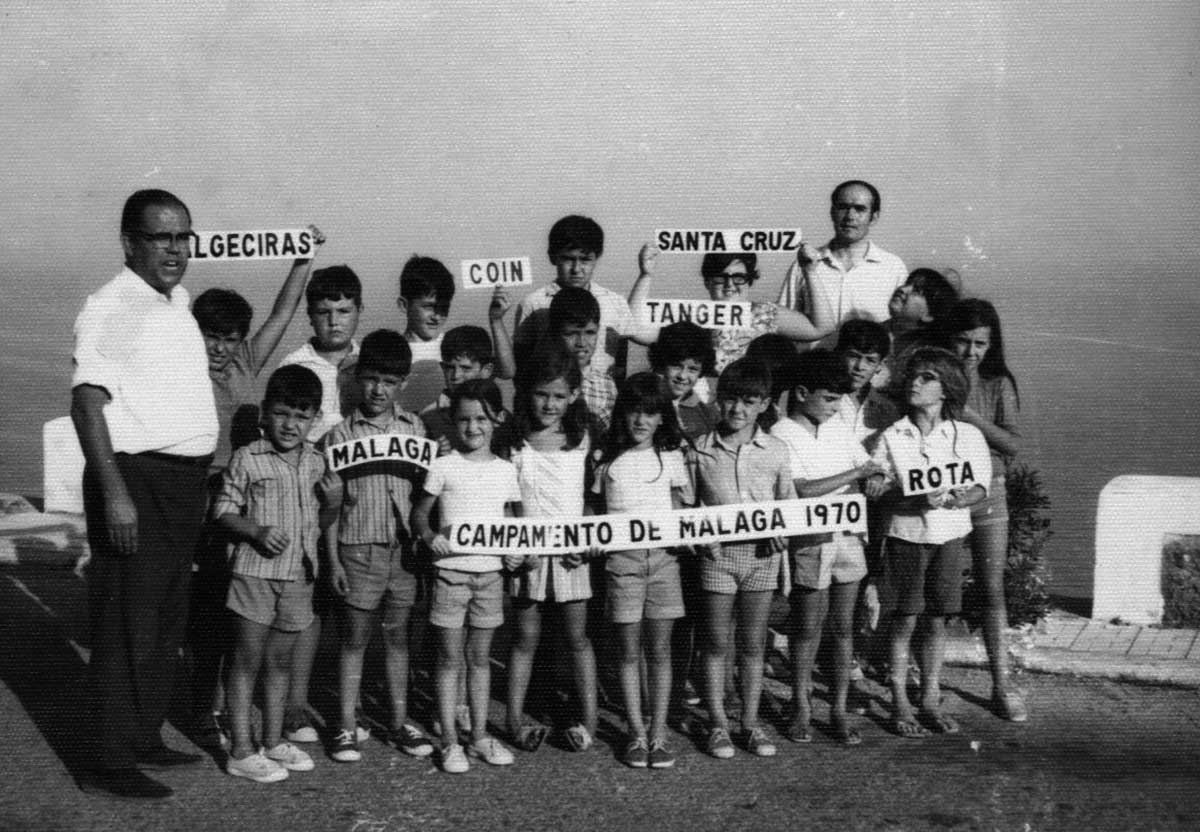 LGECIRAS
SANTA CRUZ
COIN
TANGER
MALAGA
ROTA
CAMPAMENTO DE MALAGA 1970